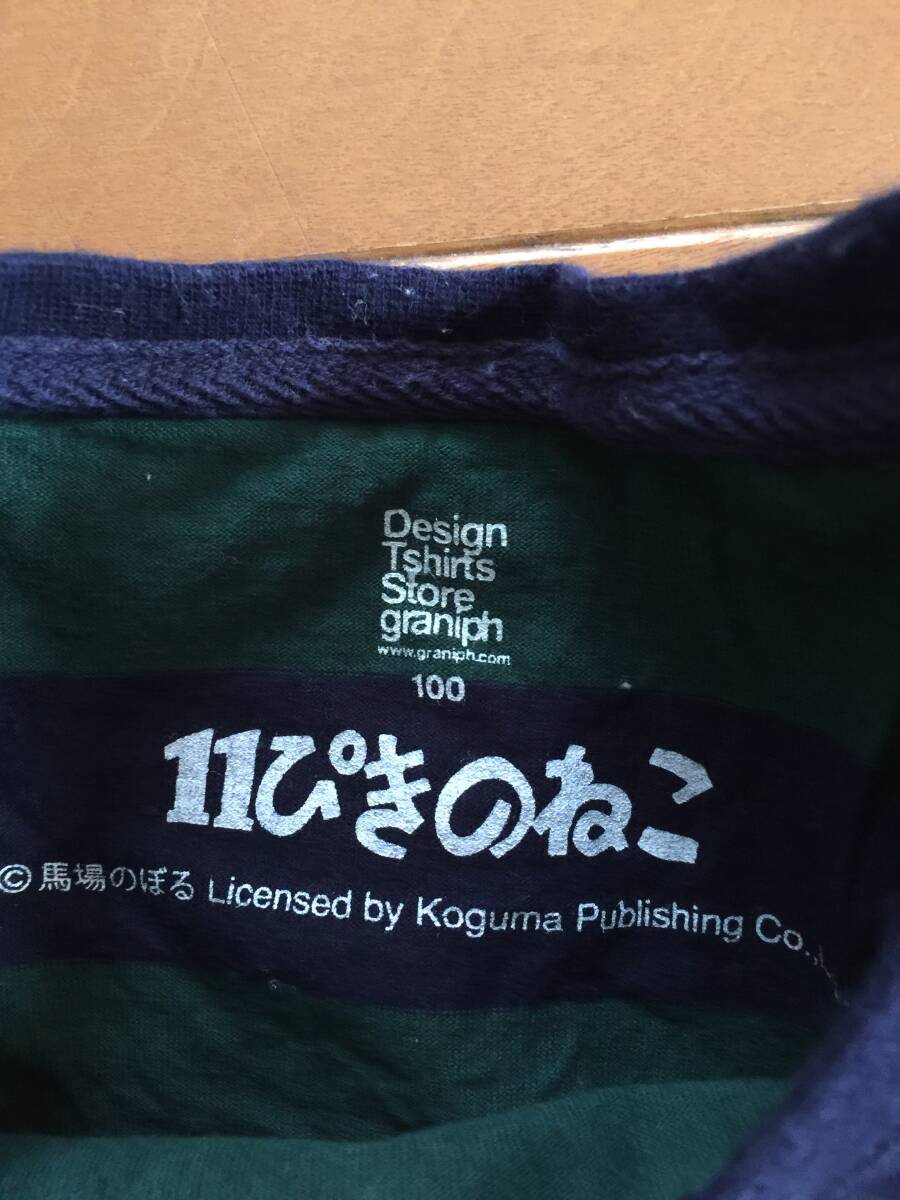 Design
Tshirts
Store
graniph
www.graniph.com
100
11ぴきのねこ
© 馬場のぼる Licensed by Koguma Publishing Co.,